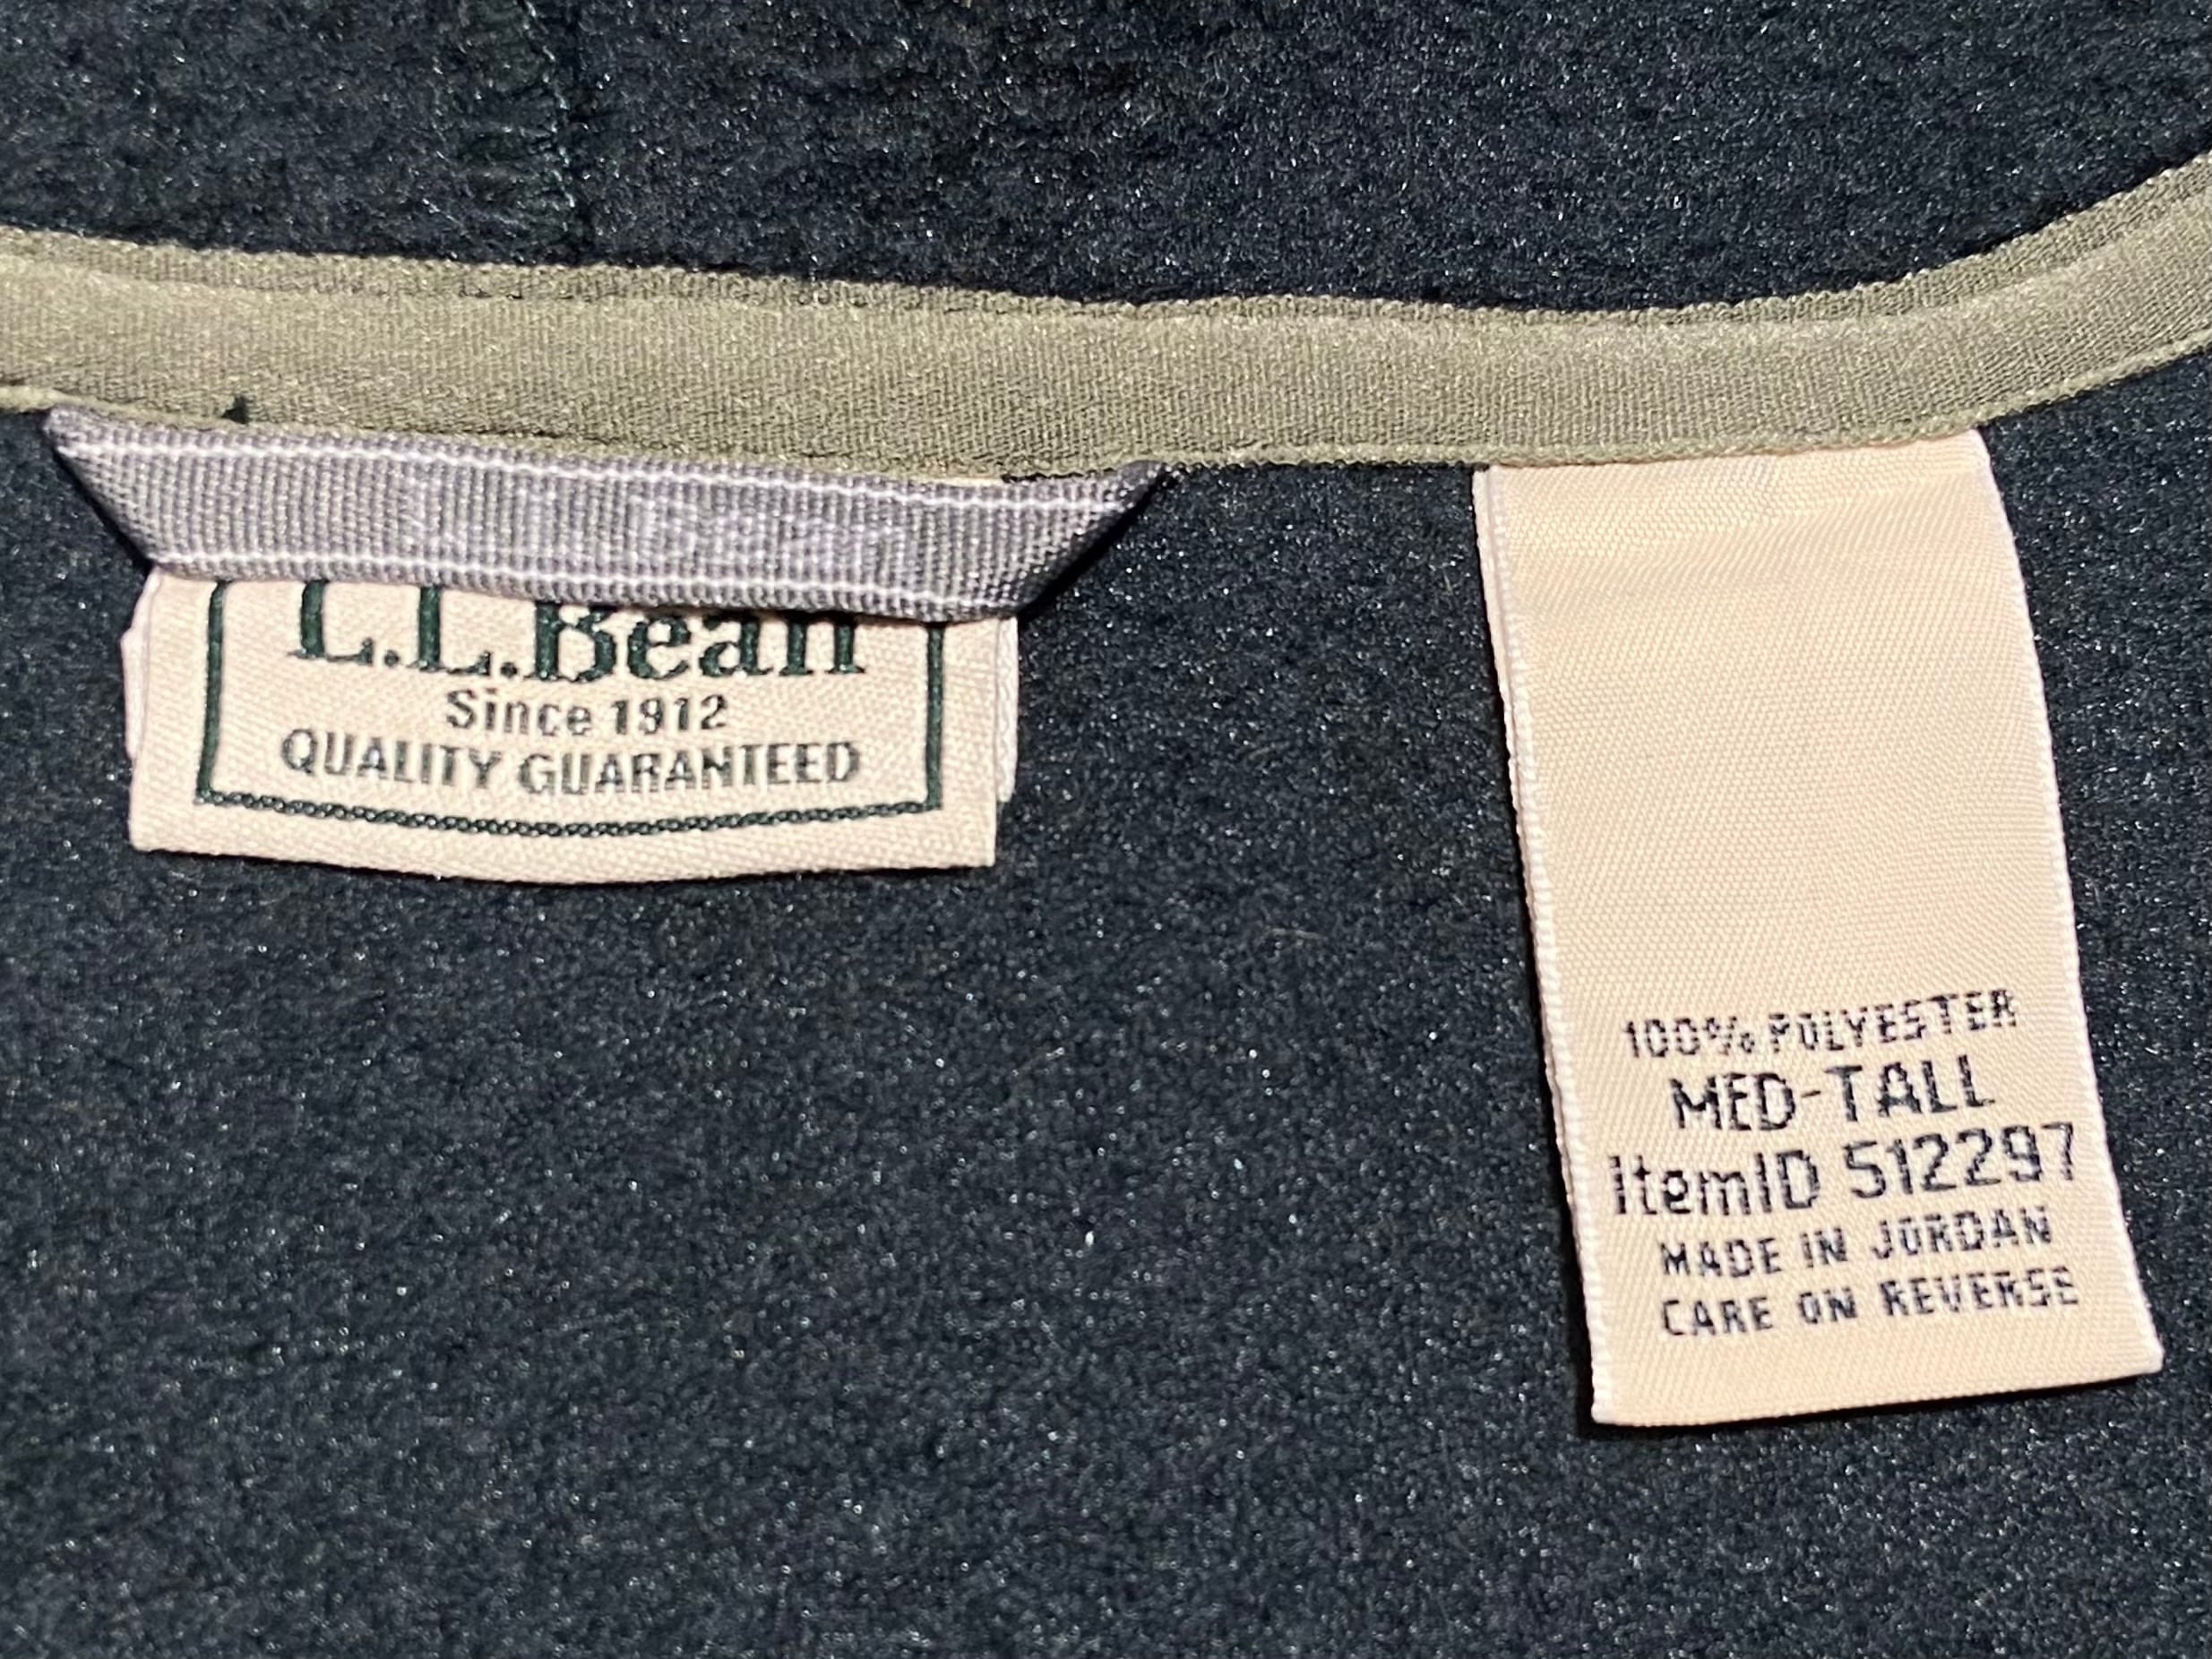 L.L.Bean
Since 1912
QUALITY GUARANTEED
100% POLYESTER
MED-TALL
ItemID 512297
MADE IN JORDAN
CARE ON REVERSE